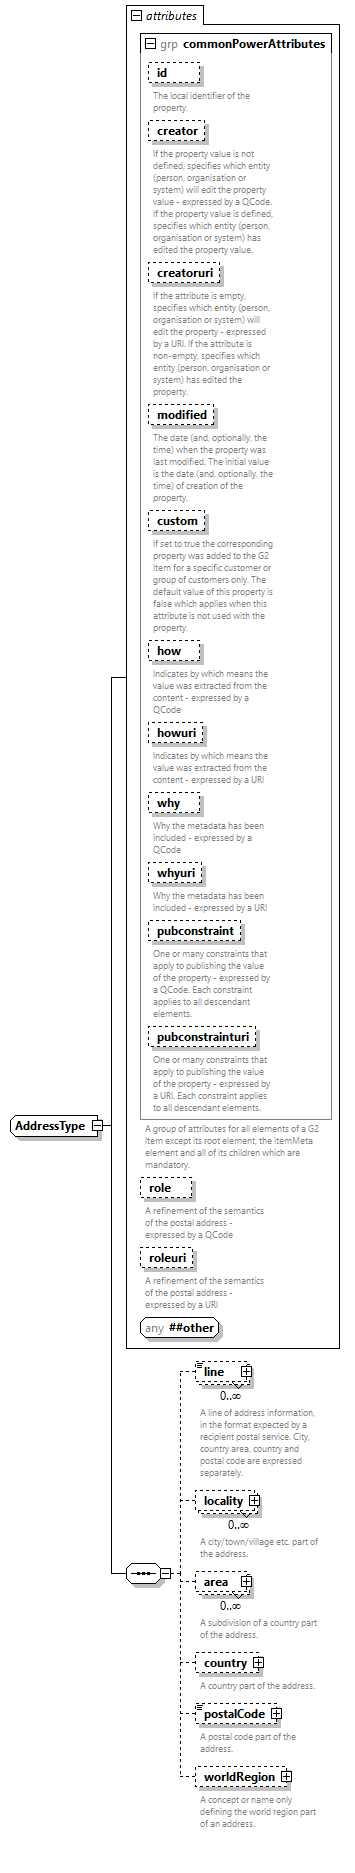 attributes
grp commonPowerAttributes
id
The local identifier of the
property.
creator
If the property value is not
defined, specifies which entity
(person, organisation or
system) will edit the property
value - expressed by a QCode.
If the property value is defined,
specifies which entity (person,
organisation or system) has
edited the property value.
creatoruri
If the attribute is empty,
specifies which entity (person,
organisation or system) will
edit the property - expressed
by a URI. If the attribute is
non-empty, specifies which
entity (person, organisation or
system) has edited the
property.
modified
The date (and, optionally, the
time) when the property was
last modified. The initial value
is the date (and, optionally, the
time) of creation of the
property.
custom
If set to true the corresponding
property was added to the G2
Item for a specific customer or
group of customers only. The
default value of this property is
false which applies when this
attribute is not used with the
property.
how
Indicates by which means the
value was extracted from the
content - expressed by a
QCode
howuri
Indicates by which means the
value was extracted from the
content - expressed by a URI
why
Why the metadata has been
included - expressed by a
QCode
whyuri
Why the metadata has been
included - expressed by a URI
pubconstraint
One or many constraints that
apply to publishing the value
of the property - expressed by
a QCode. Each constraint
applies to all descendant
elements.
pubconstrainturi
One or many constraints that
apply to publishing the value
of the property - expressed by
a URI. Each constraint applies
to all descendant elements.
AddressType
A group of attributes for all elements of a G2
Item except its root element, the itemMeta
element and all of its children which are
mandatory.
role
A refinement of the semantics
of the postal address -
expressed by a QCode
roleuri
A refinement of the semantics
of the postal address -
expressed by a URI
any ##other
line
0..∞
A line of address information,
in the format expected by a
recipient postal service. City,
country area, country and
postal code are expressed
separately.
locality
0..∞
A city/town/village etc. part of
the address.
area
0..∞
A subdivision of a country part
of the address.
country
A country part of the address.
postalCode
A postal code part of the
address.
worldRegion
A concept or name only
defining the world region part
of an address.